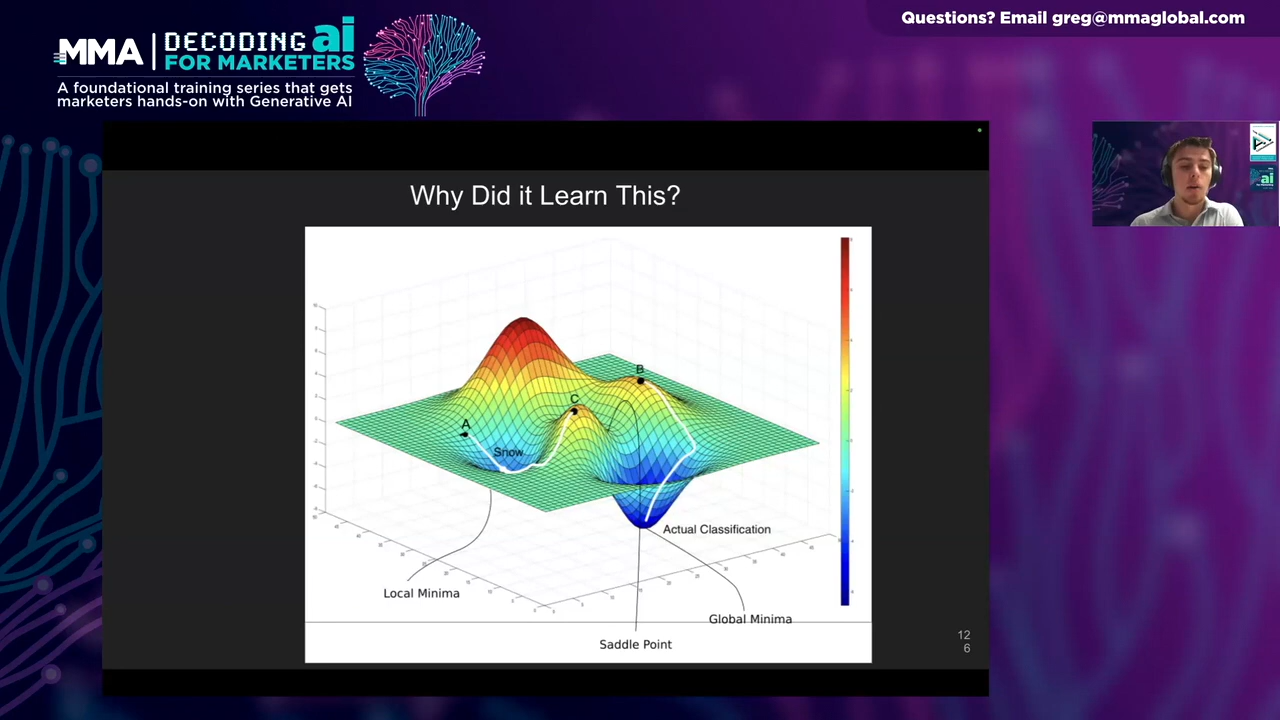 Questions? Email greg@mmaglobal.com
MMA
DECODING ai
FOR MARKETERS
A foundational training series that gets
marketers hands-on with Generative AI
Why Did it Learn This?
B
C
A
Snow
Actual Classification
Local Minima
Global Minima
Saddle Point
12
6
ai